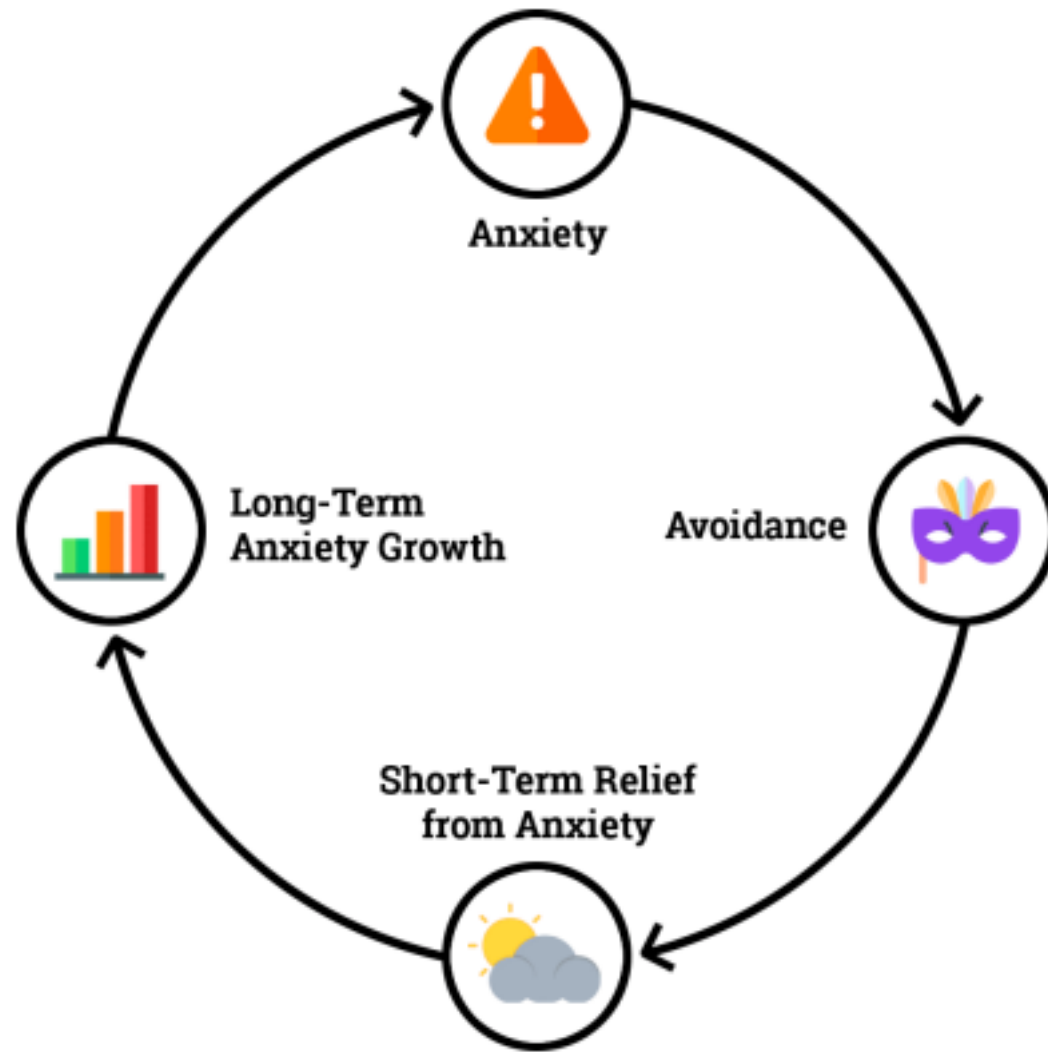 Anxiety
Avoidance
Short-Term Relief
from Anxiety
Long-Term
Anxiety Growth